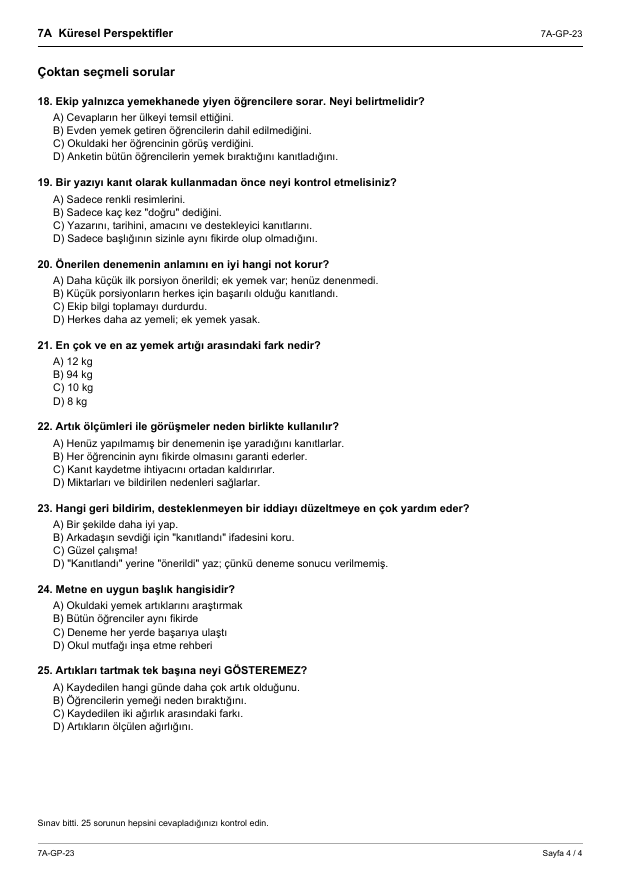 7A Küresel Perspektifler
7A-GP-23
Çoktan seçmeli sorular
18. Ekip yalnızca yemekhanede yiyen öğrencilere sorar. Neyi belirtmelidir?
A) Cevapların her ülkeyi temsil ettiğini.
B) Evden yemek getiren öğrencilerin dahil edilmediğini.
C) Okuldaki her öğrencinin görüş verdiğini.
D) Anketin bütün öğrencilerin yemek bıraktığını kanıtladığını.
19. Bir yazıyı kanıt olarak kullanmadan önce neyi kontrol etmelisiniz?
A) Sadece renkli resimlerini.
B) Sadece kaç kez "doğru" dediğini.
C) Yazarını, tarihini, amacını ve destekleyici kanıtlarını.
D) Sadece başlığının sizinle aynı fikirde olup olmadığını.
20. Önerilen denemenin anlamını en iyi hangi not korur?
A) Daha küçük ilk porsiyon önerildi; ek yemek var; henüz denenmedi.
B) Küçük porsiyonların herkes için başarılı olduğu kanıtlandı.
C) Ekip bilgi toplamayı durdurdu.
D) Herkes daha az yemeli; ek yemek yasak.
21. En çok ve en az yemek artığı arasındaki fark nedir?
A) 12 kg
B) 94 kg
C) 10 kg
D) 8 kg
22. Artık ölçümleri ile görüşmeler neden birlikte kullanılır?
A) Henüz yapılmamış bir denemenin işe yaradığını kanıtlarlar.
B) Her öğrencinin aynı fikirde olmasını garanti ederler.
C) Kanıt kaydetme ihtiyacını ortadan kaldırırlar.
D) Miktarları ve bildirilen nedenleri sağlarlar.
23. Hangi geri bildirim, desteklenmeyen bir iddiayı düzeltmeye en çok yardım eder?
A) Bir şekilde daha iyi yap.
B) Arkadaşın sevdiği için "kanıtlandı" ifadesini koru.
C) Güzel çalışma!
D) "Kanıtlandı" yerine "önerildi" yaz; çünkü deneme sonucu verilmemiş.
24. Metne en uygun başlık hangisidir?
A) Okuldaki yemek artıklarını araştırmak
B) Bütün öğrenciler aynı fikirde
C) Deneme her yerde başarıya ulaştı
D) Okul mutfağı inşa etme rehberi
25. Artıkları tartmak tek başına neyi GÖSTEREMEZ?
A) Kaydedilen hangi günde daha çok artık olduğunu.
B) Öğrencilerin yemeği neden bıraktığını.
C) Kaydedilen iki ağırlık arasındaki farkı.
D) Artıkların ölçülen ağırlığını.
Sınav bitti. 25 sorunun hepsini cevapladığınızı kontrol edin.
7A-GP-23
Sayfa 4 / 4